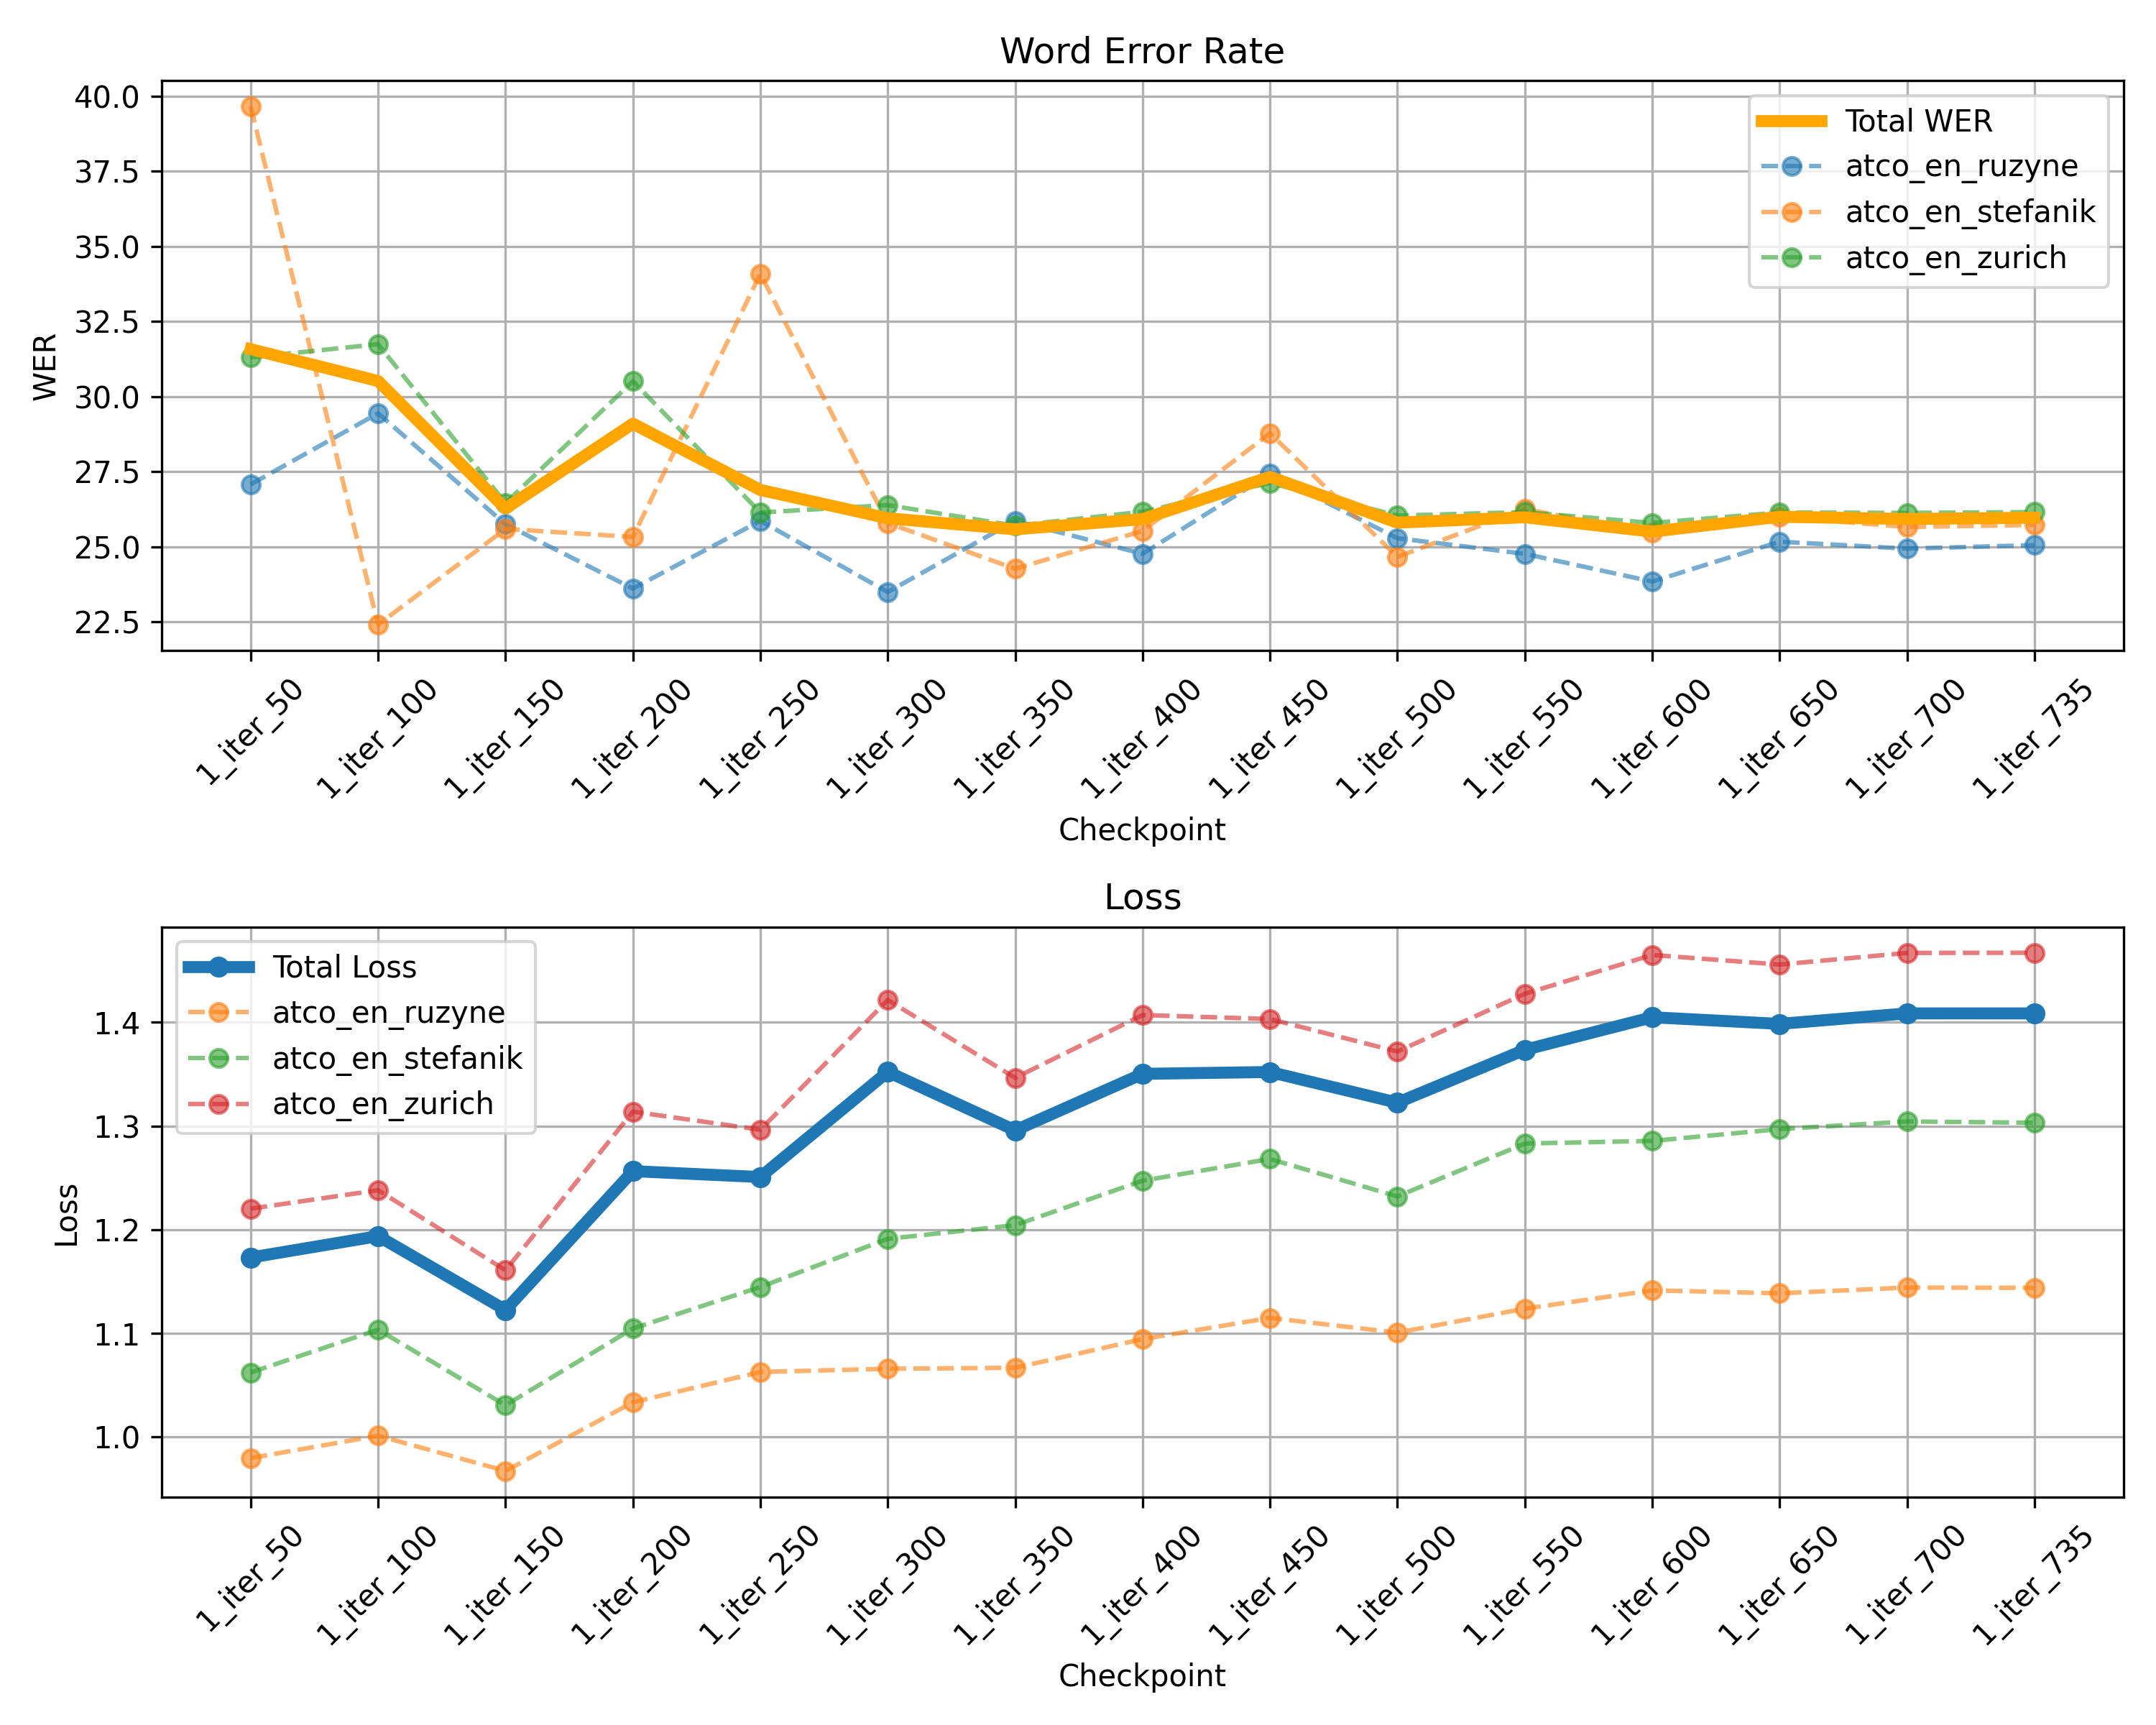 Word Error Rate
40.0
37.5
35.0
32.5
30.0
27.5
25.0
22.5
WER
Total WER
atco_en_ruzyne
atco_en_stefanik
atco_en_zurich
1_iter_50
1_iter_100
1_iter_150
1_iter_200
1_iter_250
1_iter_300
1_iter_350
1_iter_400
1_iter_450
1_iter_500
1_iter_550
1_iter_600
1_iter_650
1_iter_700
1_iter_735
Checkpoint
Loss
Total Loss
atco_en_ruzyne
atco_en_stefanik
atco_en_zurich
1.4
1.3
1.2
1.1
1.0
Loss
1_iter_50
1_iter_100
1_iter_150
1_iter_200
1_iter_250
1_iter_300
1_iter_350
1_iter_400
1_iter_450
1_iter_500
1_iter_550
1_iter_600
1_iter_650
1_iter_700
1_iter_735
Checkpoint